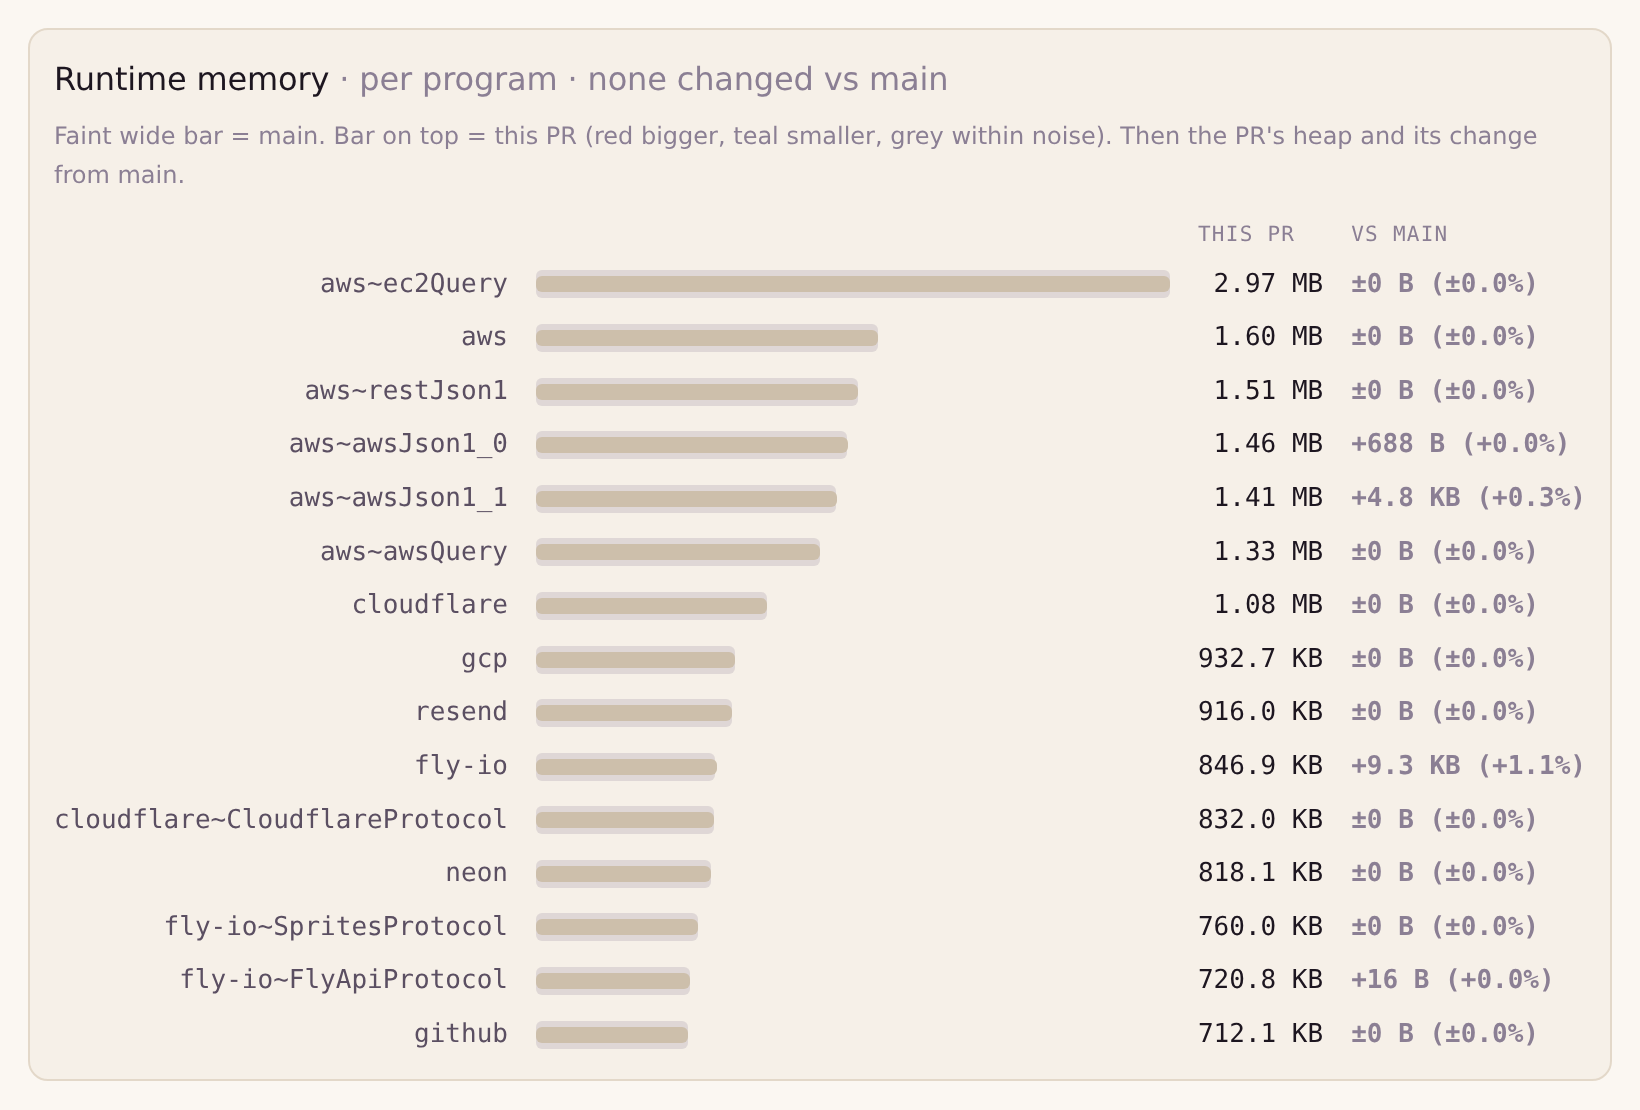 Runtime memory · per program · none changed vs main
Faint wide bar = main. Bar on top = this PR (red bigger, teal smaller, grey within noise). Then the PR's heap and its change
from main.
THIS PR VS MAIN
aws~ec2Query 2.97 MB ±0 B (±0.0%)
aws 1.60 MB ±0 B (±0.0%)
aws~restJson1 1.51 MB ±0 B (±0.0%)
aws~awsJson1_0 1.46 MB +688 B (+0.0%)
aws~awsJson1_1 1.41 MB +4.8 KB (+0.3%)
aws~awsQuery 1.33 MB ±0 B (±0.0%)
cloudflare 1.08 MB ±0 B (±0.0%)
gcp 932.7 KB ±0 B (±0.0%)
resend 916.0 KB ±0 B (±0.0%)
fly-io 846.9 KB +9.3 KB (+1.1%)
cloudflare~CloudflareProtocol 832.0 KB ±0 B (±0.0%)
neon 818.1 KB ±0 B (±0.0%)
fly-io~SpritesProtocol 760.0 KB ±0 B (±0.0%)
fly-io~FlyApiProtocol 720.8 KB +16 B (+0.0%)
github 712.1 KB ±0 B (±0.0%)